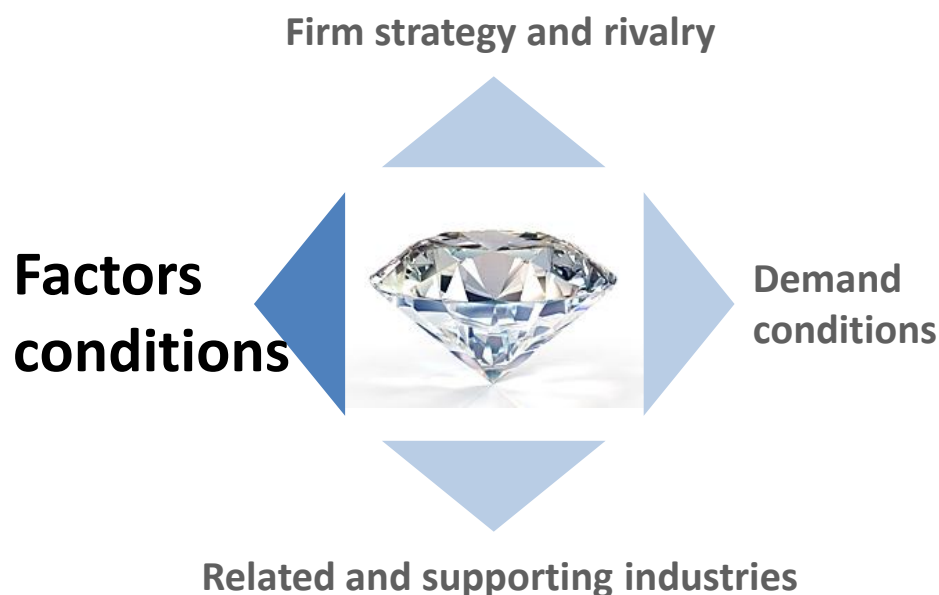 Firm strategy and rivalry
Factors
conditions
Demand
conditions
Related and supporting industries